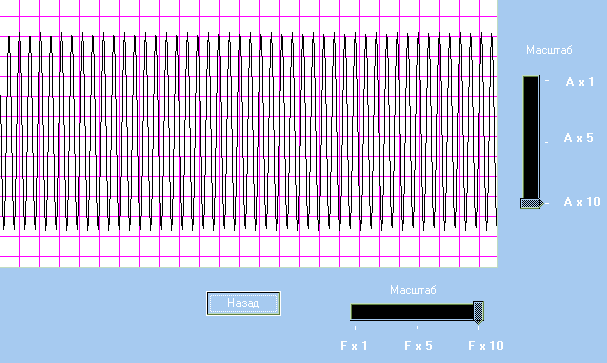 Масштаб
A x 1
A x 5
A x 10
Назад
Масштаб
F x 1
F x 5
F x 10